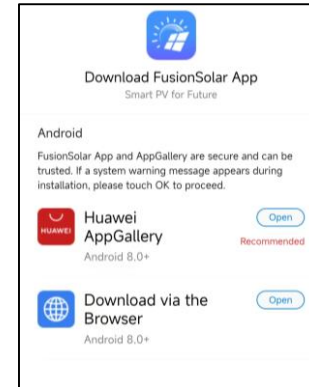 Download FusionSolar App
Smart PV for Future
Android
FusionSolar App and AppGallery are secure and can be
trusted. If a system warning message appears during
installation, please touch OK to proceed.
HUAWEI
Huawei
AppGallery
Open
Recommended
Android 8.0+
Download via the
Browser
Open
Android 8.0+